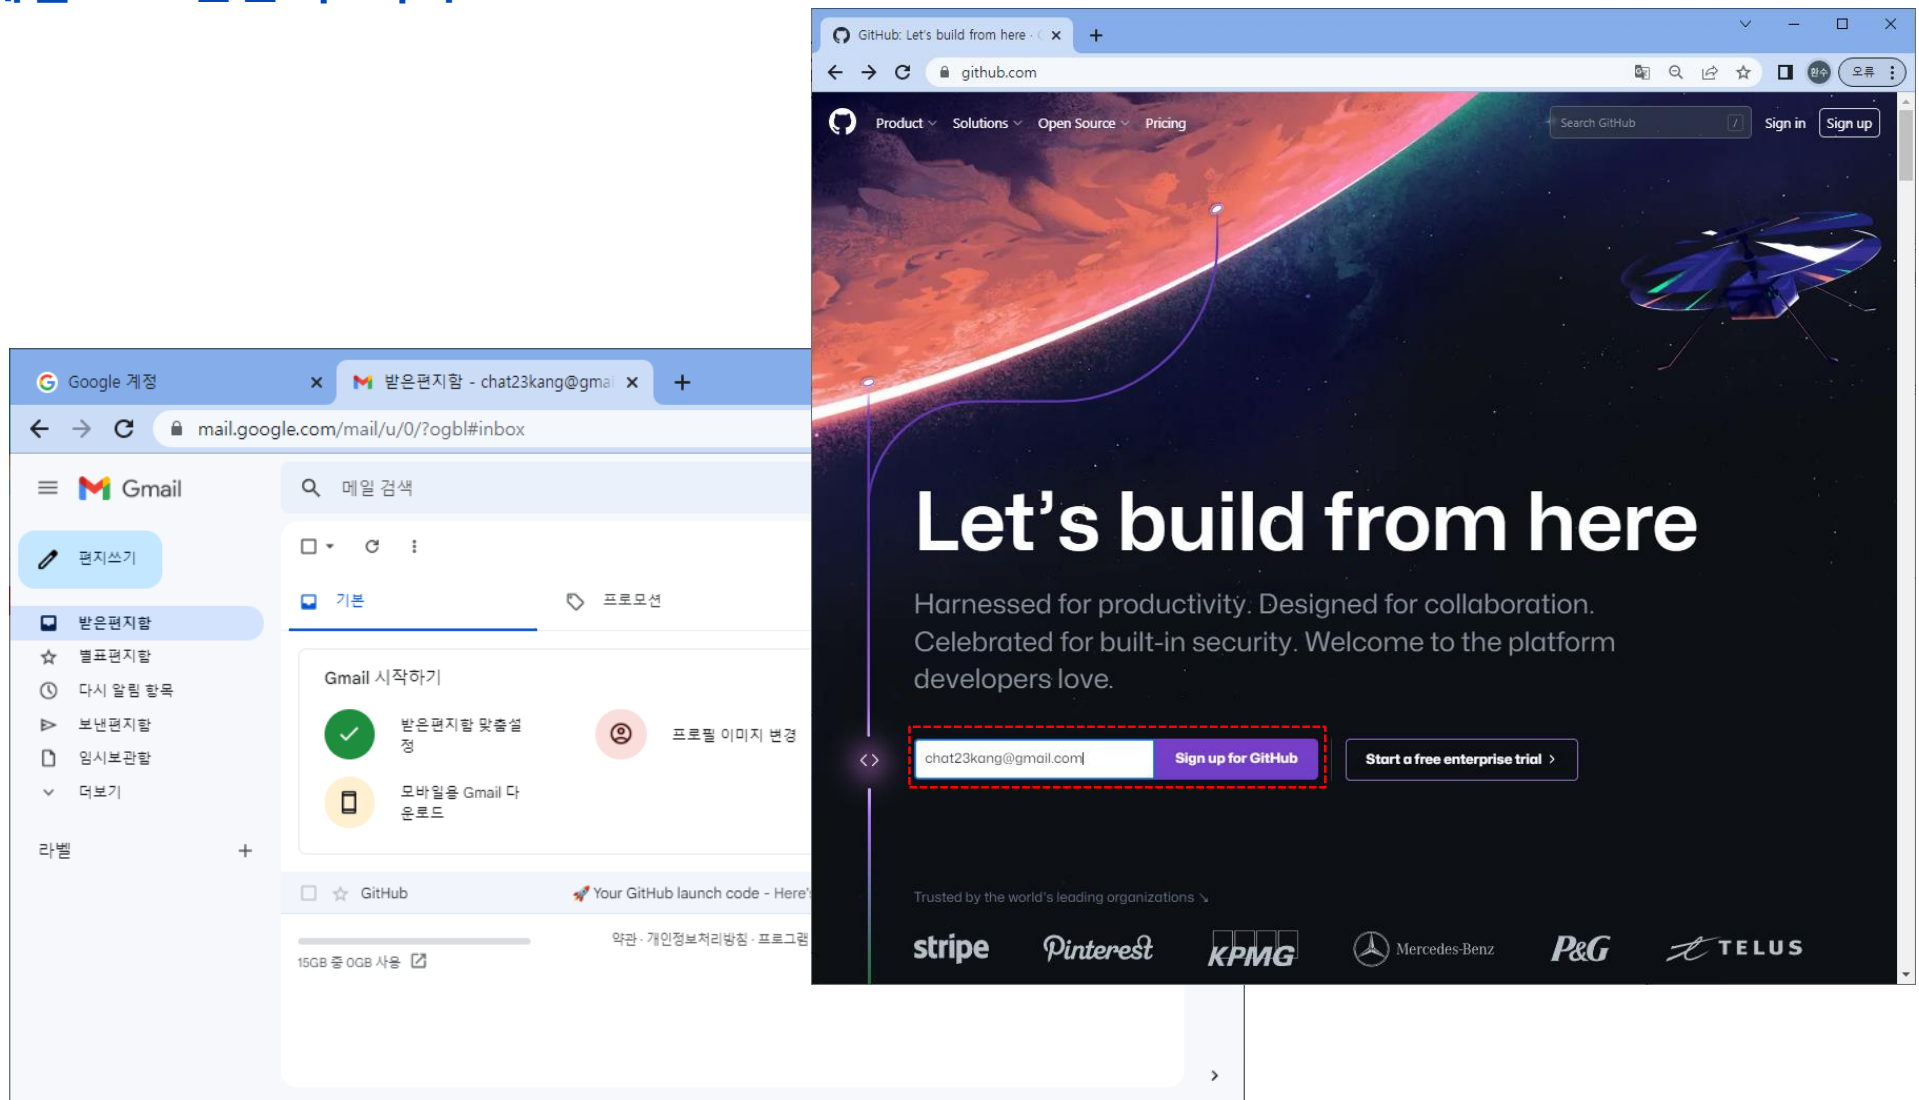 GitHub: Let's build from here ·
github.com
오류
Product
Solutions
Open Source
Pricing
Search GitHub
/
Sign in
Sign up
Let's build from here
Harnessed for productivity. Designed for collaboration.
Celebrated for built-in security. Welcome to the platform
developers love.
chat23kang@gmail.com
Sign up for GitHub
Start a free enterprise trial
Trusted by the world's leading organizations
stripe
Pinterest
KPMG
Mercedes-Benz
P&G
TELUS
Google 계정
받은편지함 - chat23kang@gmai
mail.google.com/mail/u/0/?ogbl#inbox
Gmail
메일 검색
편지쓰기
받은편지함
별표편지함
다시 알림 항목
보낸편지함
임시보관함
더보기
라벨
기본
프로모션
Gmail 시작하기
받은편지함 맞춤설
정
프로필 이미지 변경
모바일용 Gmail 다
운로드
GitHub
🚀 Your GitHub launch code - Here's
약관 · 개인정보처리방침 · 프로그램
15GB 중 0GB 사용